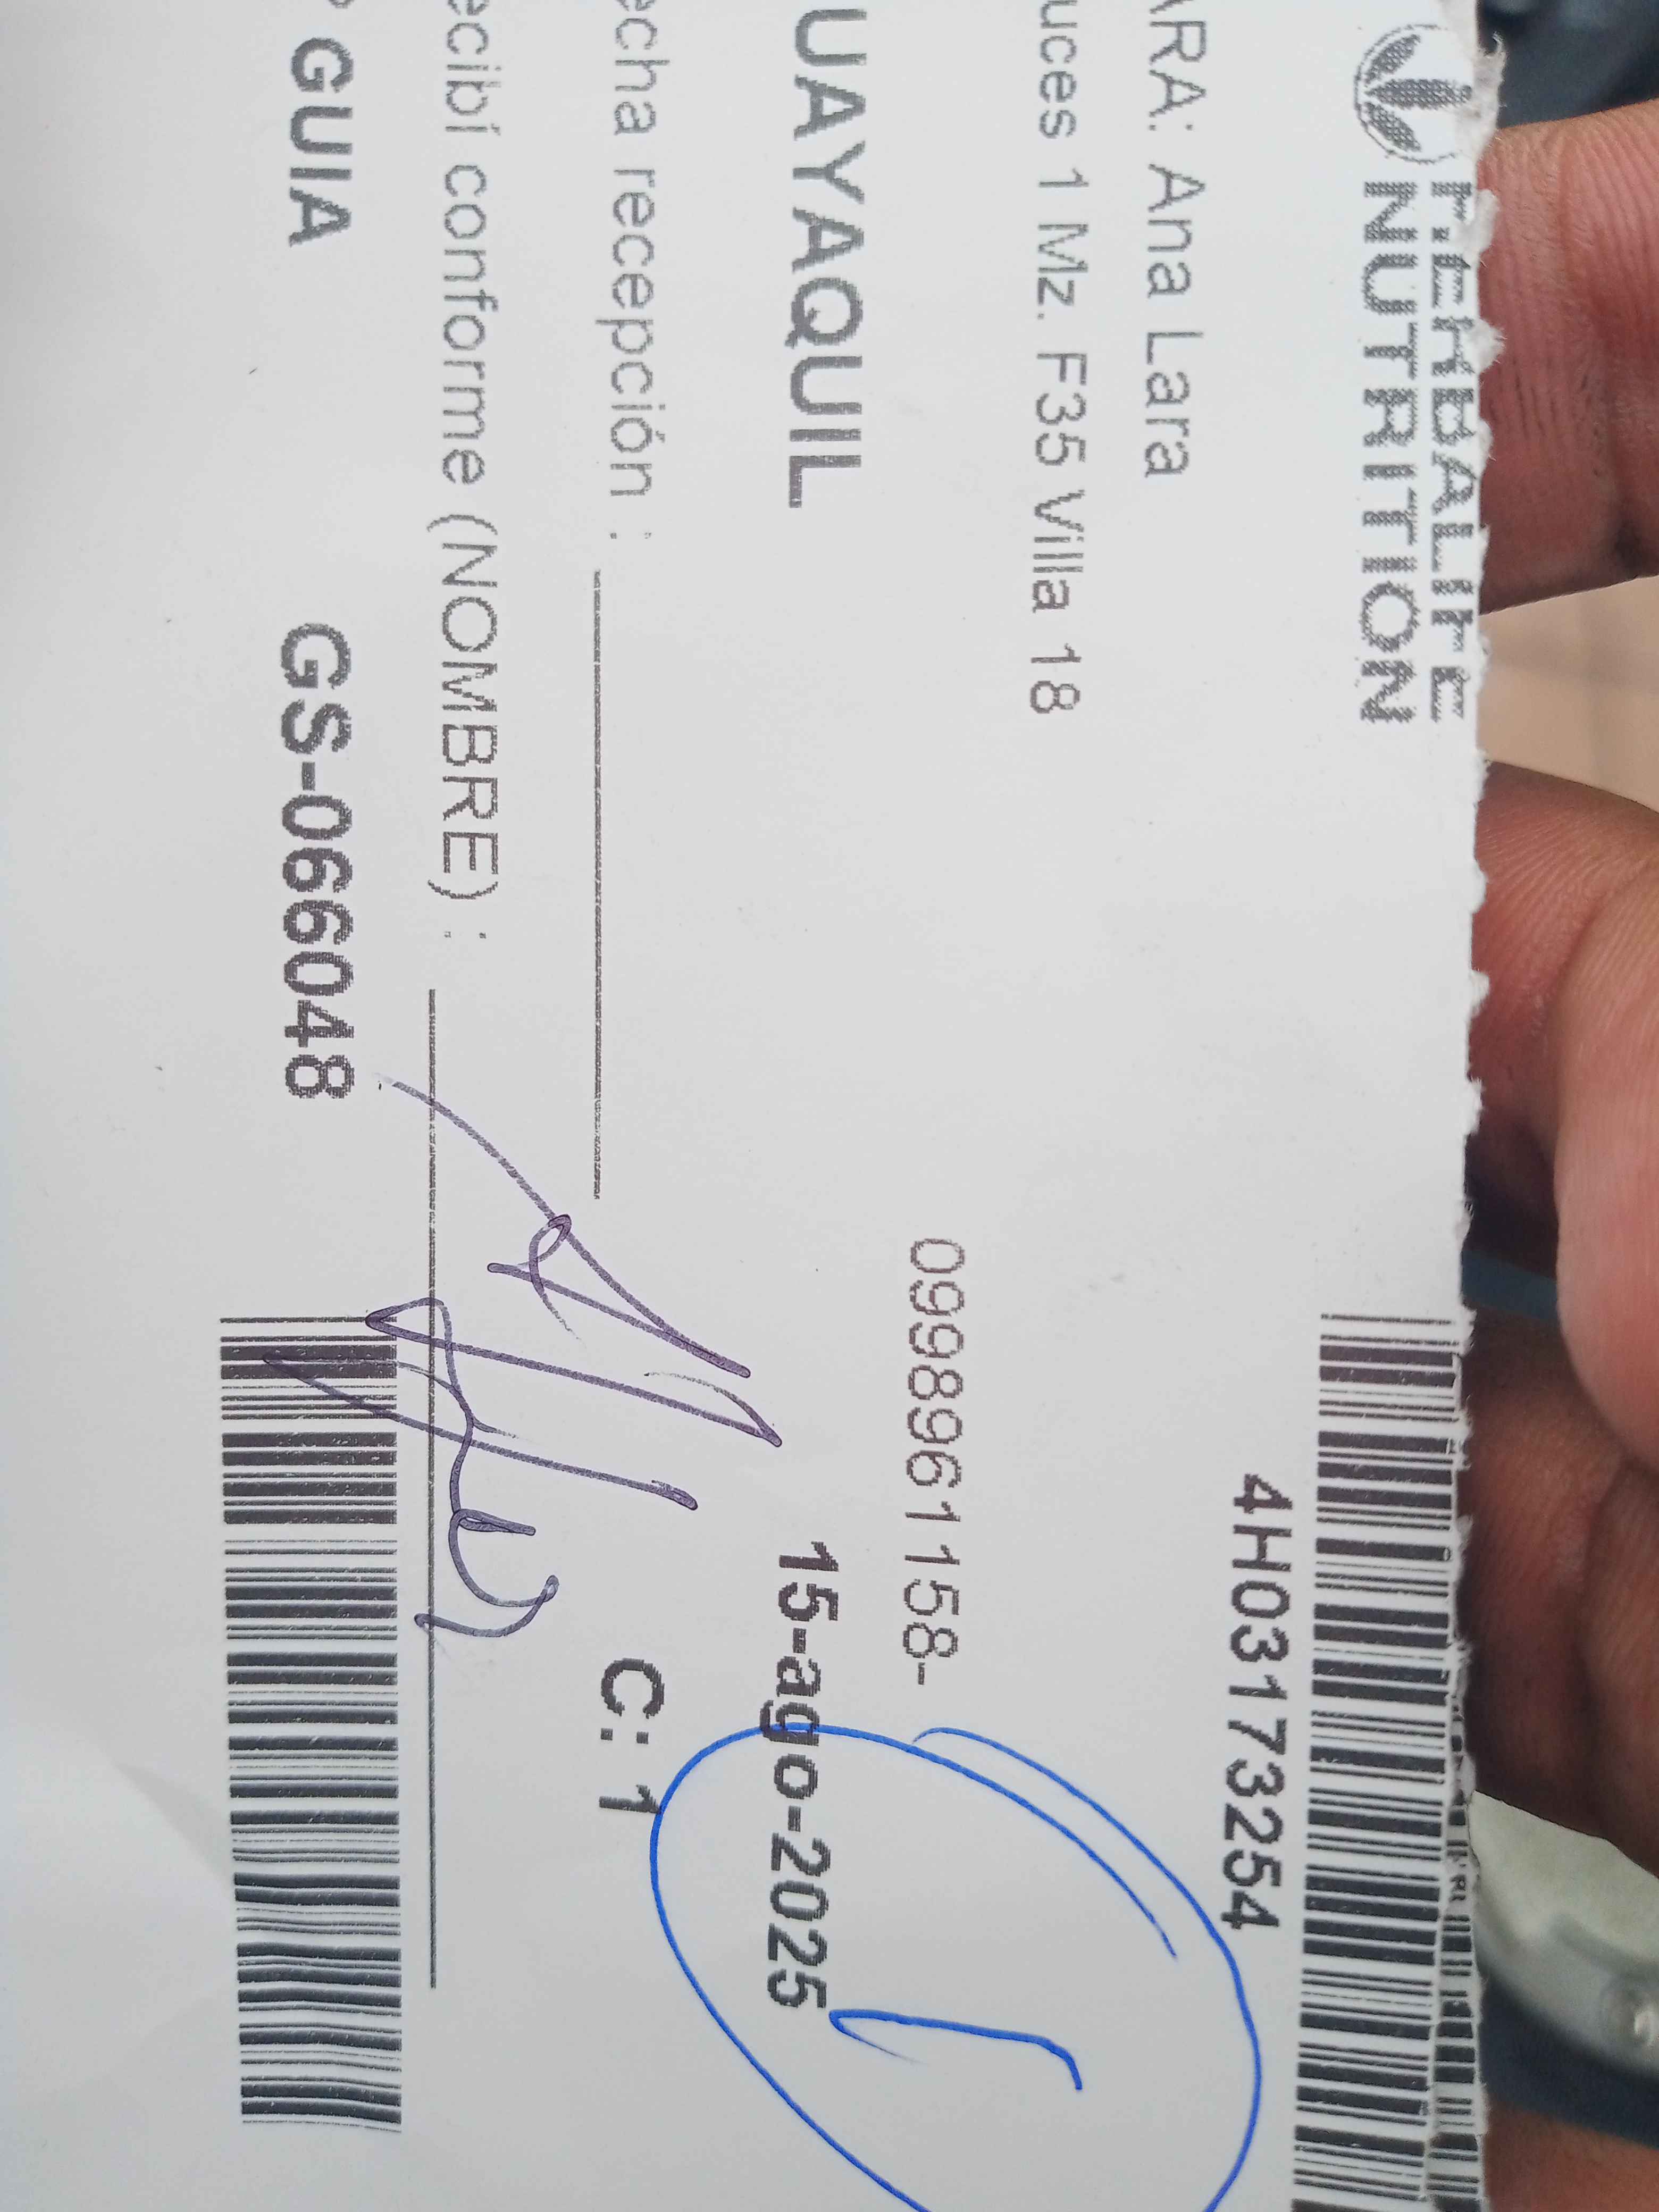 HERBALIFE
NUTRITION
4H03173254
ARA: Ana Lara
uces 1 Mz. F35 Villa 18
0998961158-
UAYAQUIL 15-ago-2025
echa recepción : C: 1
ecibí conforme (NOMBRE) :
GUIA GS-066048